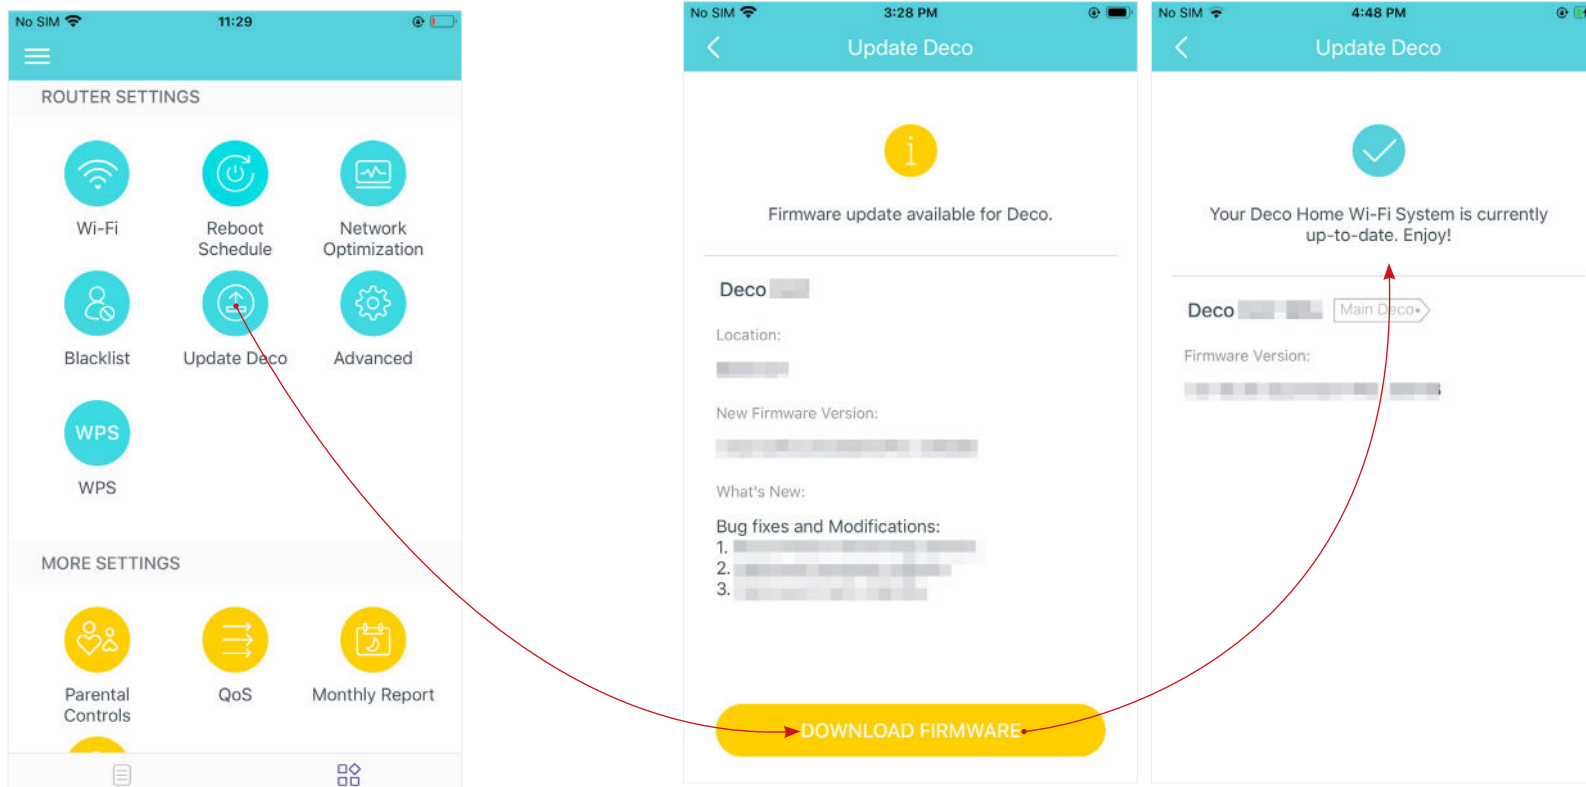 No SIM 11:29
ROUTER SETTINGS
Wi-Fi
Reboot
Schedule
Network
Optimization
Blacklist
Update Deco
Advanced
WPS
WPS
MORE SETTINGS
Parental
Controls
QoS
Monthly Report
No SIM 3:28 PM
Update Deco
i
Firmware update available for Deco.
Deco
Location:
New Firmware Version:
What's New:
Bug fixes and Modifications:
1.
2.
3.
DOWNLOAD FIRMWARE
No SIM 4:48 PM
Update Deco
Your Deco Home Wi-Fi System is currently
up-to-date. Enjoy!
Deco Main Deco
Firmware Version: